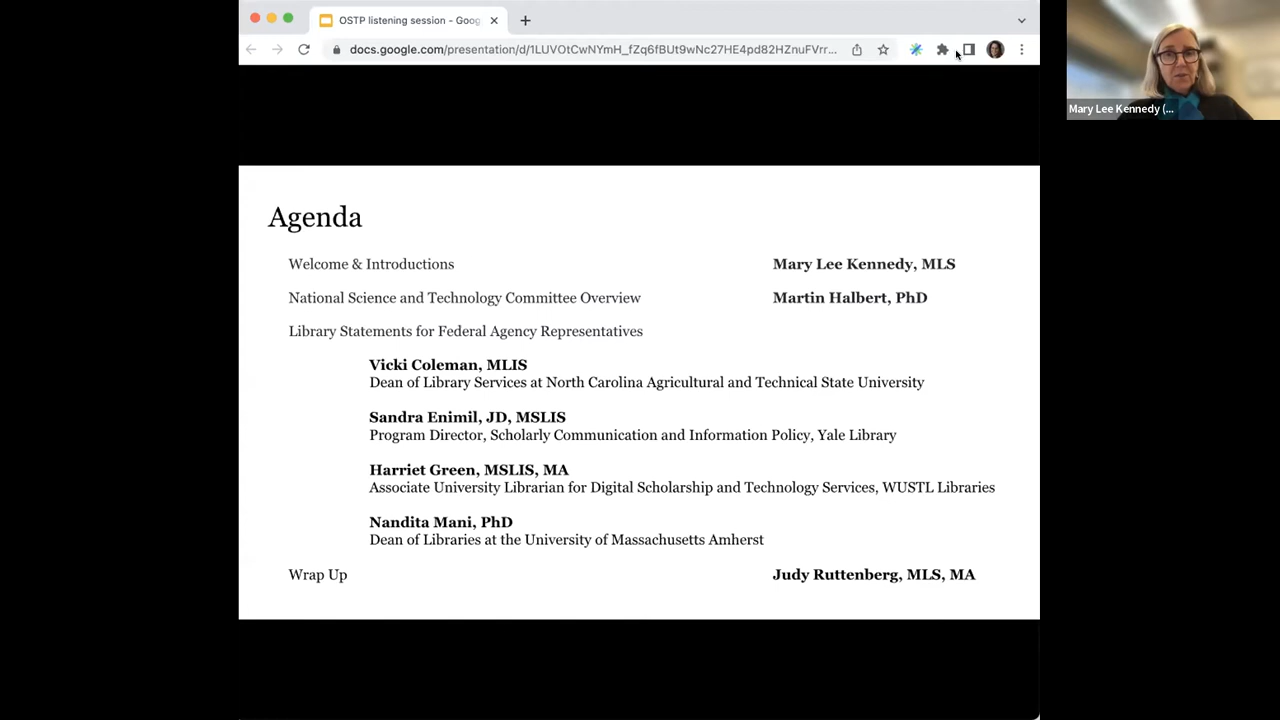 OSTP listening session - Goog
docs.google.com/presentation/d/1LUVOtCwNYmH_fZq6fBUt9wNc27HE4pd82HZnuFVrr...
Mary Lee Kennedy (...
Agenda
Welcome & Introductions Mary Lee Kennedy, MLS
National Science and Technology Committee Overview Martin Halbert, PhD
Library Statements for Federal Agency Representatives
Vicki Coleman, MLIS
Dean of Library Services at North Carolina Agricultural and Technical State University
Sandra Enimil, JD, MSLIS
Program Director, Scholarly Communication and Information Policy, Yale Library
Harriet Green, MSLIS, MA
Associate University Librarian for Digital Scholarship and Technology Services, WUSTL Libraries
Nandita Mani, PhD
Dean of Libraries at the University of Massachusetts Amherst
Wrap Up Judy Ruttenberg, MLS, MA